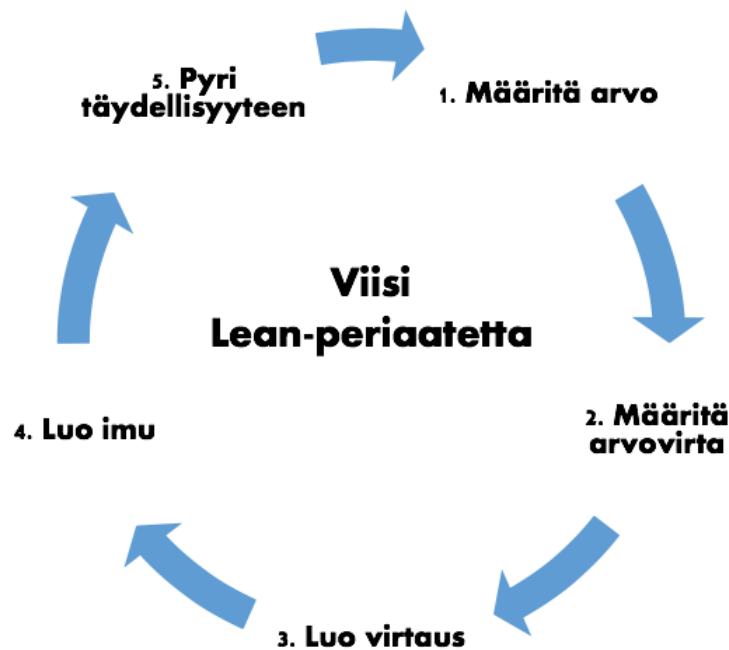 Viisi
Lean-periaatetta
1. Määritä arvo
2. Määritä
arvovirta
3. Luo virtaus
4. Luo imu
5. Pyri
täydellisyyteen